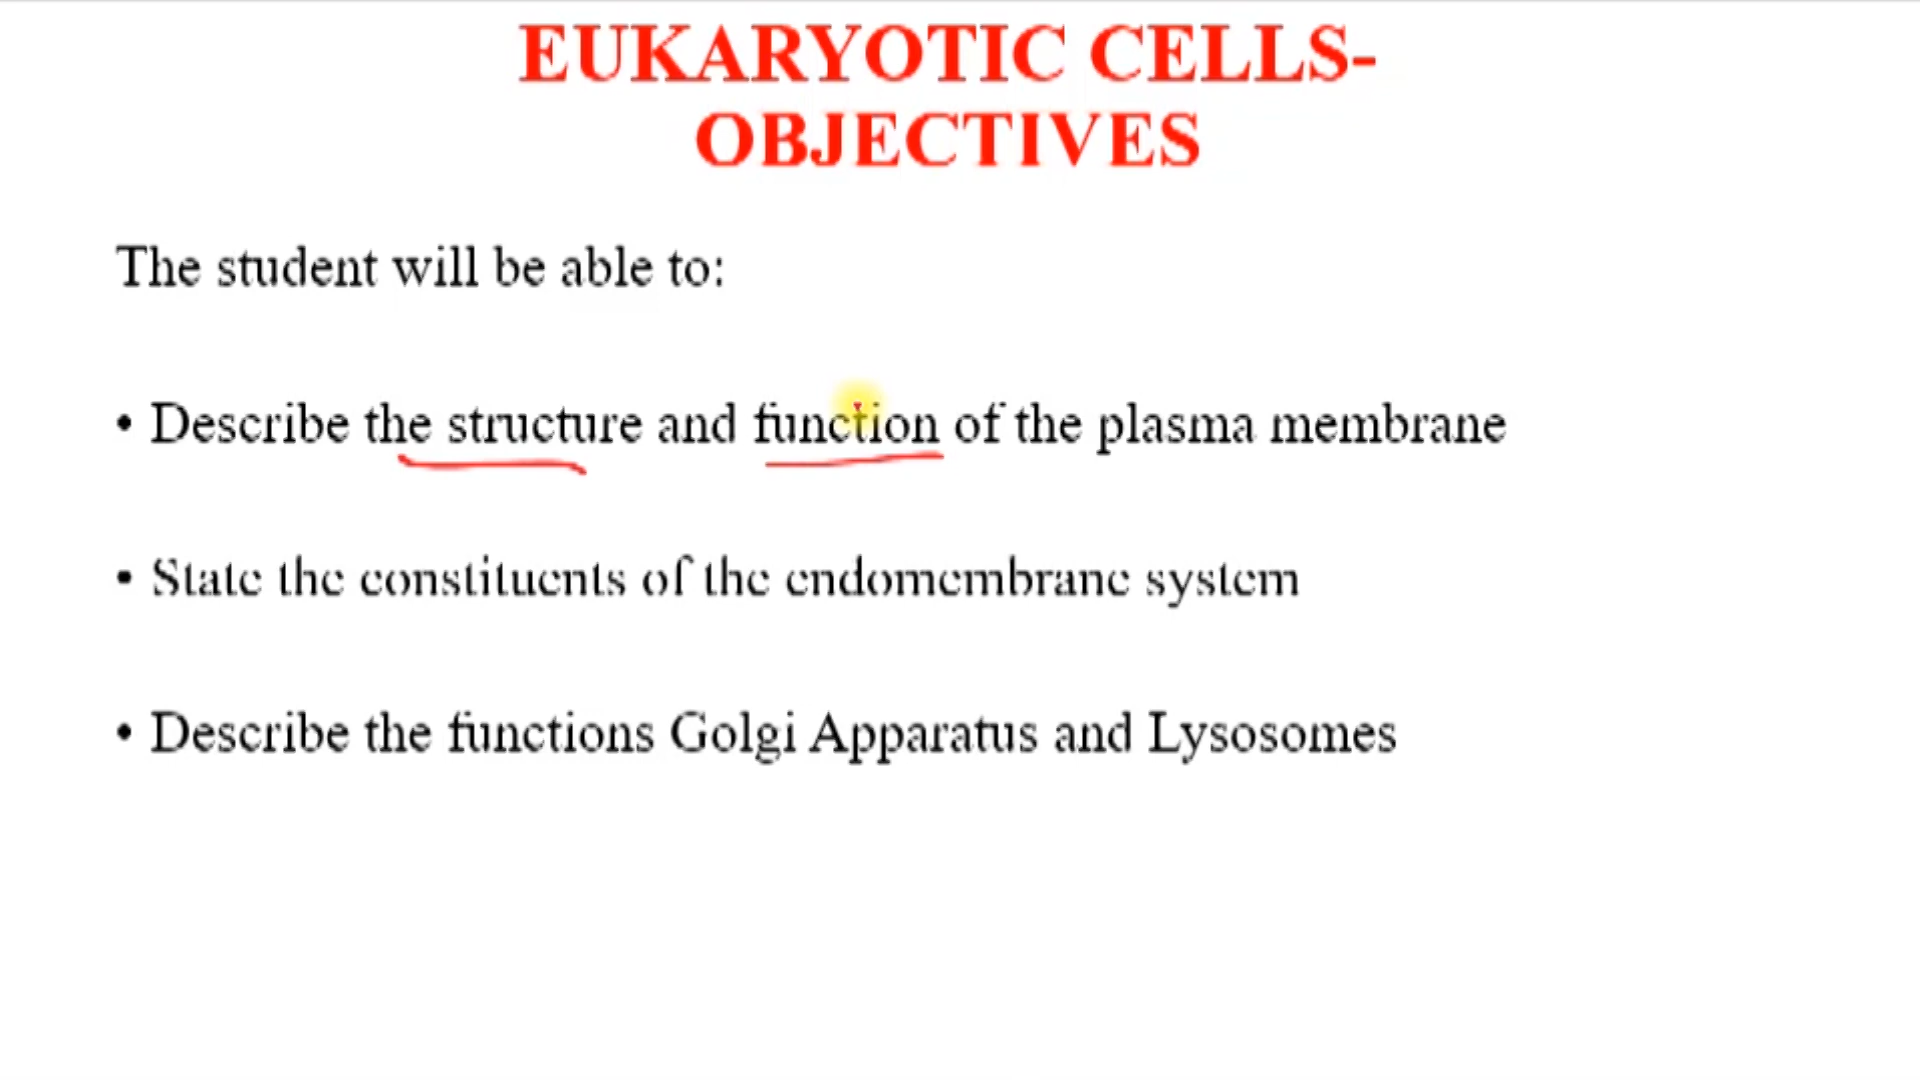 EUKARYOTIC CELLS-
OBJECTIVES
The student will be able to:
• Describe the structure and function of the plasma membrane
• State the constituents of the endomembrane system
• Describe the functions Golgi Apparatus and Lysosomes